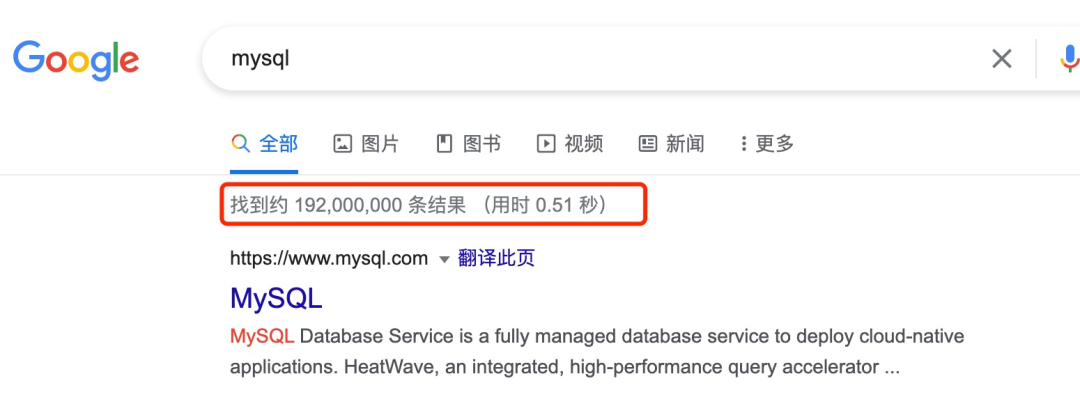 Google
mysql
全部 图片 图书 视频 新闻 更多
找到约 192,000,000 条结果 （用时 0.51 秒）
https://www.mysql.com 翻译此页
MySQL
MySQL Database Service is a fully managed database service to deploy cloud-native
applications. HeatWave, an integrated, high-performance query accelerator ...